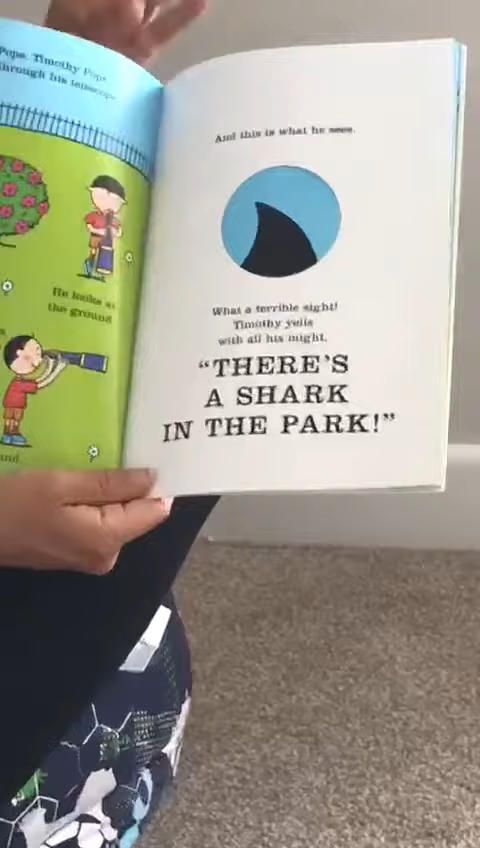 Pope. Timothy Pope
through his telescope
He looks at
the ground
And this is what he sees.
What a terrible sight!
Timothy yells
with all his might,
“THERE’S
A SHARK
IN THE PARK!”